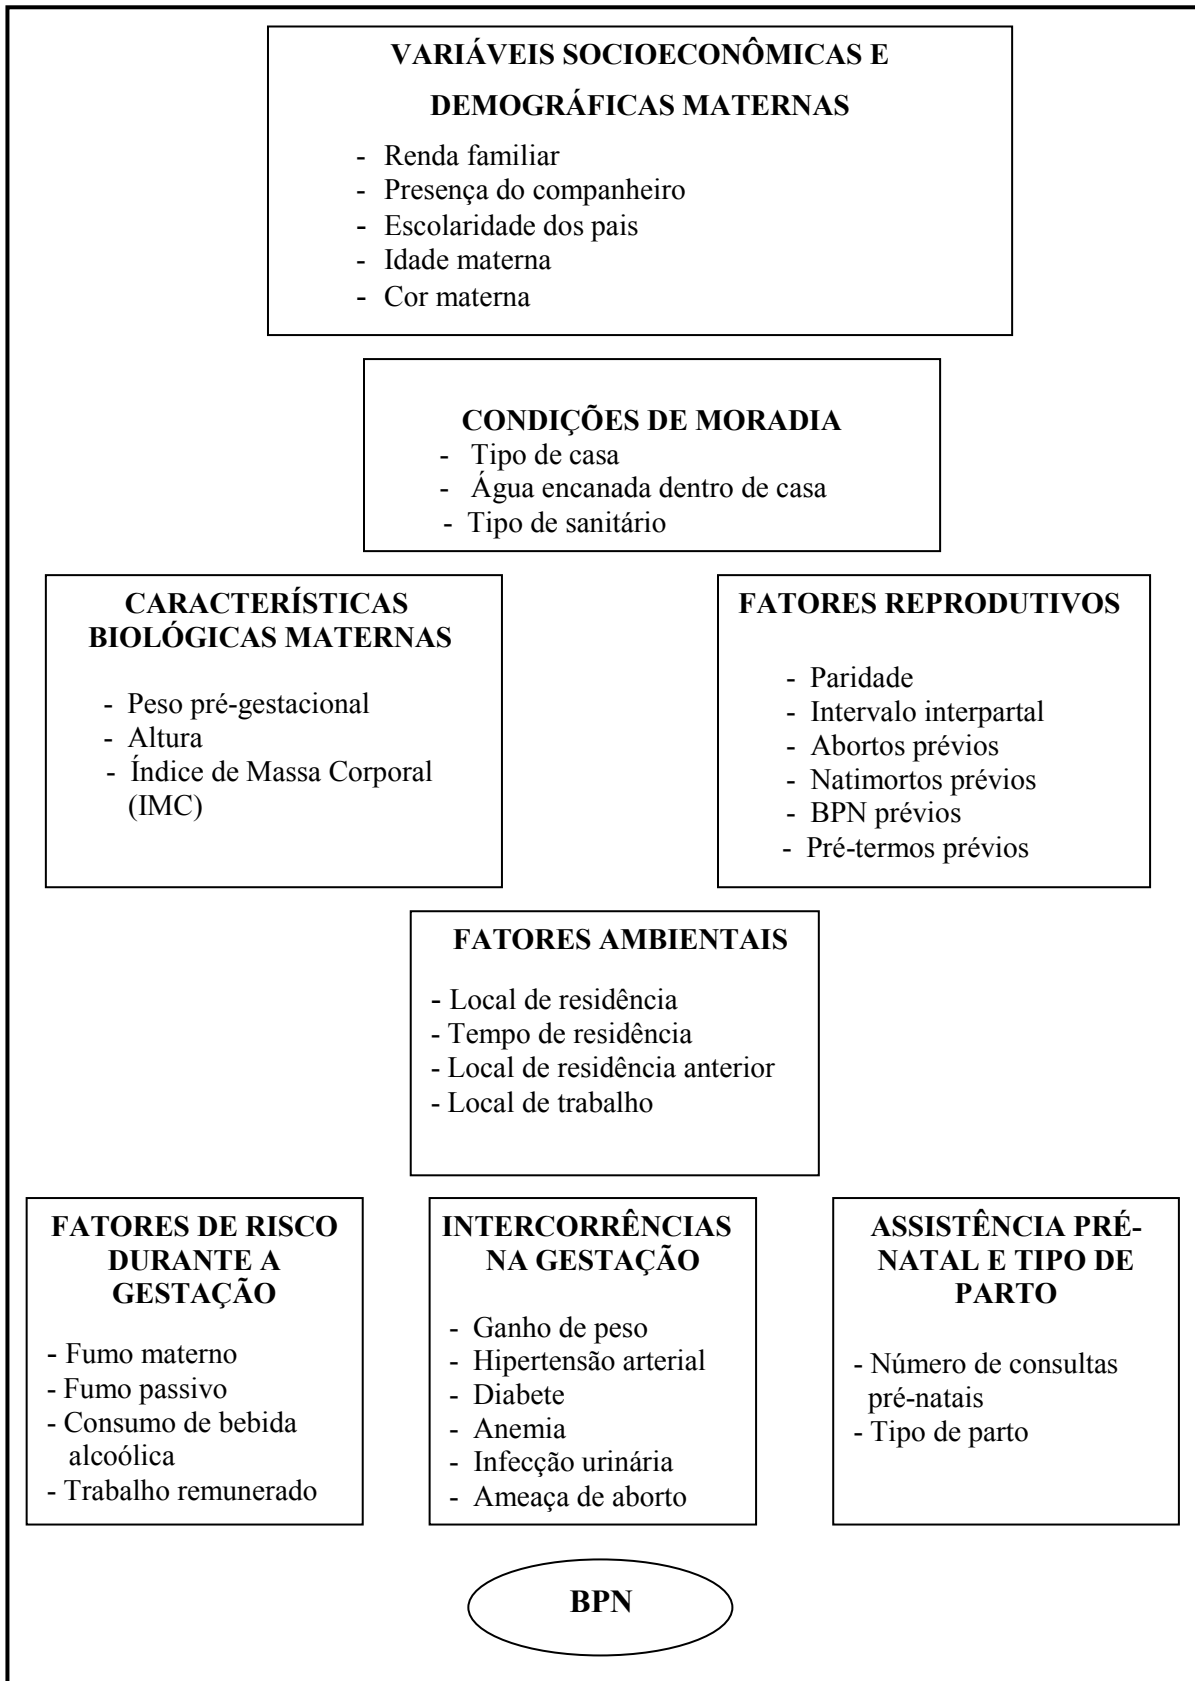 VARIÁVEIS SOCIOECONÔMICAS E
DEMOGRÁFICAS MATERNAS
- Renda familiar
- Presença do companheiro
- Escolaridade dos pais
- Idade materna
- Cor materna
CONDIÇÕES DE MORADIA
- Tipo de casa
- Água encanada dentro de casa
- Tipo de sanitário
CARACTERÍSTICAS
BIOLÓGICAS MATERNAS
- Peso pré-gestacional
- Altura
- Índice de Massa Corporal
(IMC)
FATORES REPRODUTIVOS
- Paridade
- Intervalo interpartal
- Abortos prévios
- Natimortos prévios
- BPN prévios
- Pré-termos prévios
FATORES AMBIENTAIS
- Local de residência
- Tempo de residência
- Local de residência anterior
- Local de trabalho
FATORES DE RISCO
DURANTE A
GESTAÇÃO
- Fumo materno
- Fumo passivo
- Consumo de bebida
alcoólica
- Trabalho remunerado
INTERCORRÊNCIAS
NA GESTAÇÃO
- Ganho de peso
- Hipertensão arterial
- Diabete
- Anemia
- Infecção urinária
- Ameaça de aborto
ASSISTÊNCIA PRÉ-
NATAL E TIPO DE
PARTO
- Número de consultas
pré-natais
- Tipo de parto
BPN